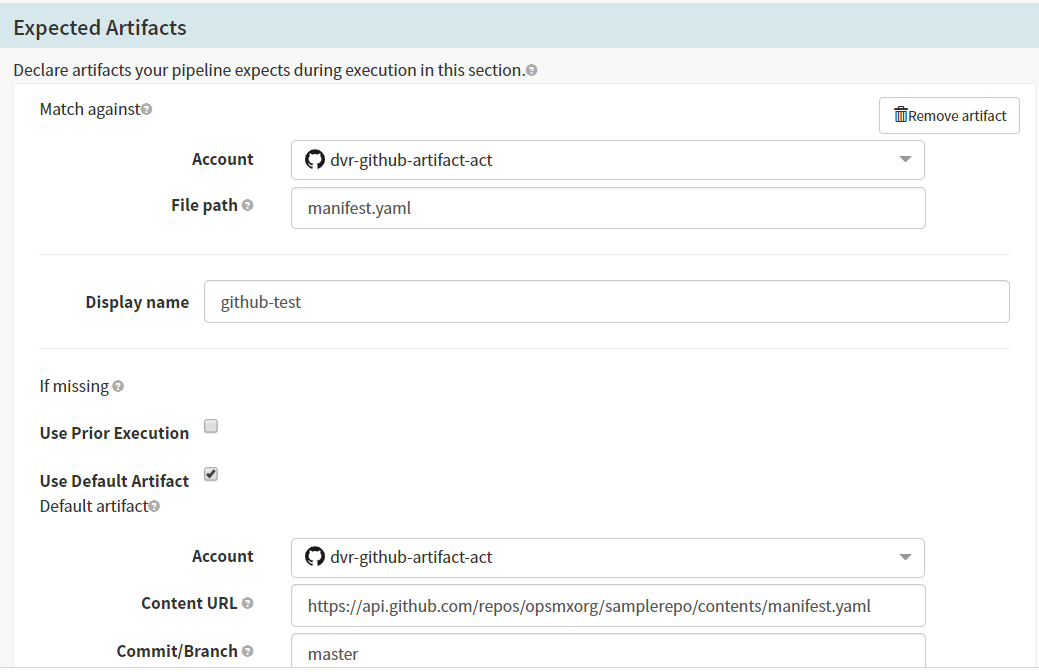 Expected Artifacts
Declare artifacts your pipeline expects during execution in this section.
Match against
Remove artifact
Account dvr-github-artifact-act
File path manifest.yaml
Display name github-test
If missing
Use Prior Execution
Use Default Artifact
Default artifact
Account dvr-github-artifact-act
Content URL https://api.github.com/repos/opsmxorg/samplerepo/contents/manifest.yaml
Commit/Branch master